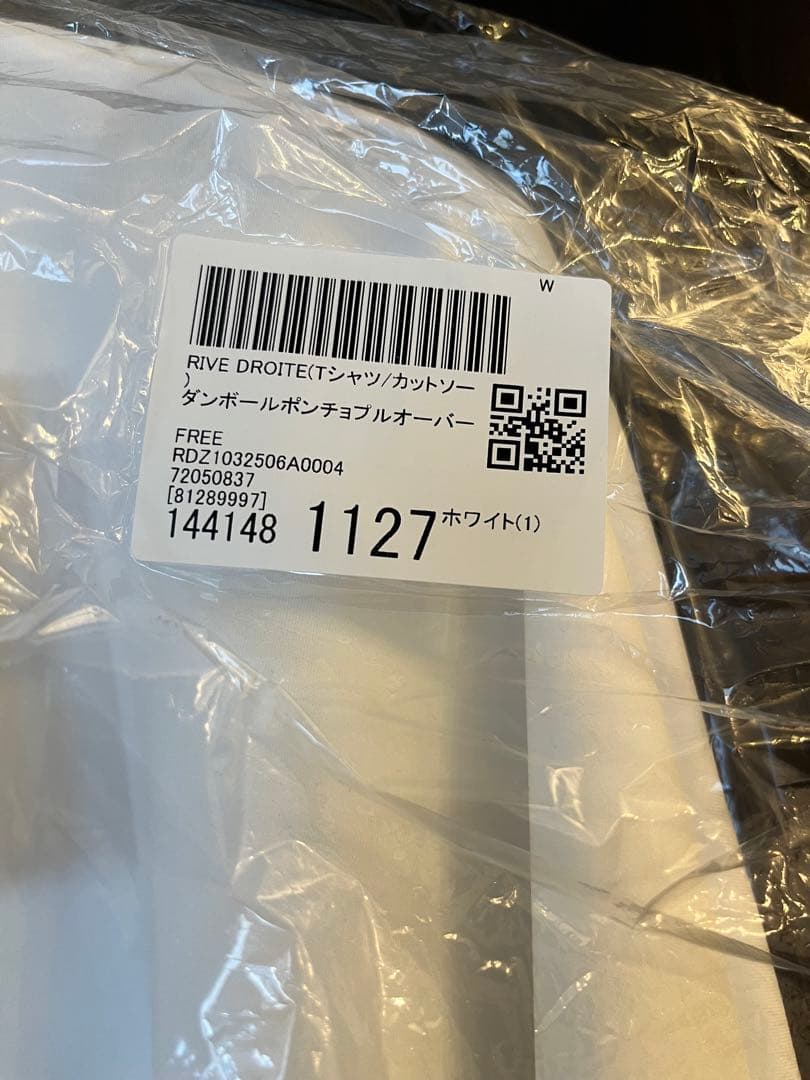 W
RIVE DROITE(Tシャツ/カットソー
)
ダンボールポンチョプルオーバー
FREE
RDZ1032506A0004
72050837
[81289997]
144148 1127 ホワイト(1)